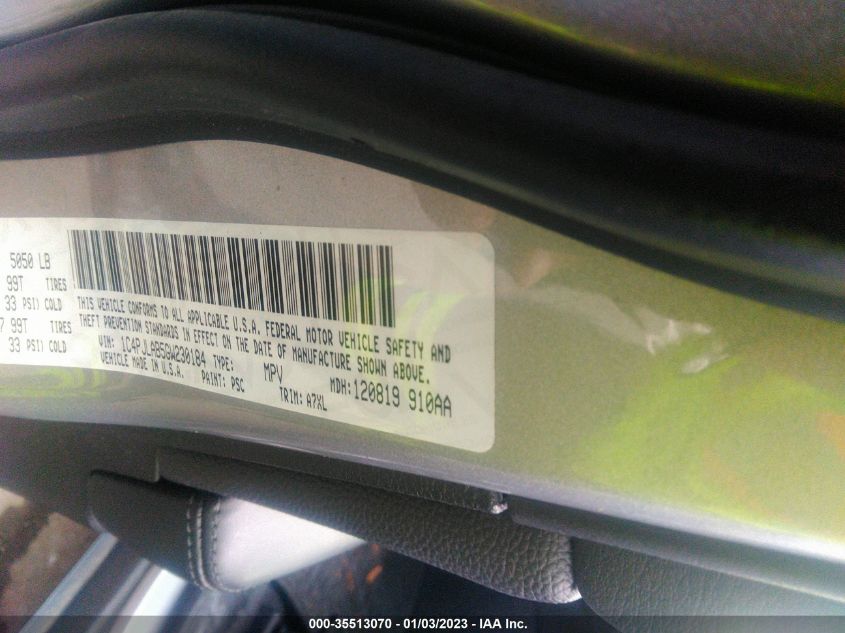 5050 LB
99T TIRES
33 PSI) COLD
7 99T TIRES
33 PSI) COLD
THIS VEHICLE CONFORMS TO ALL APPLICABLE U.S.A. FEDERAL MOTOR VEHICLE SAFETY AND
THEFT PREVENTION STANDARDS IN EFFECT ON THE DATE OF MANUFACTURE SHOWN ABOVE.
VIN: 1C4PJLAB5GW230184 TYPE: MPV MDH: 120819 910AA
VEHICLE MADE IN U.S.A. PAINT: PSC TRIM: A7XL
000-35513070 - 01/03/2023 - IAA Inc.